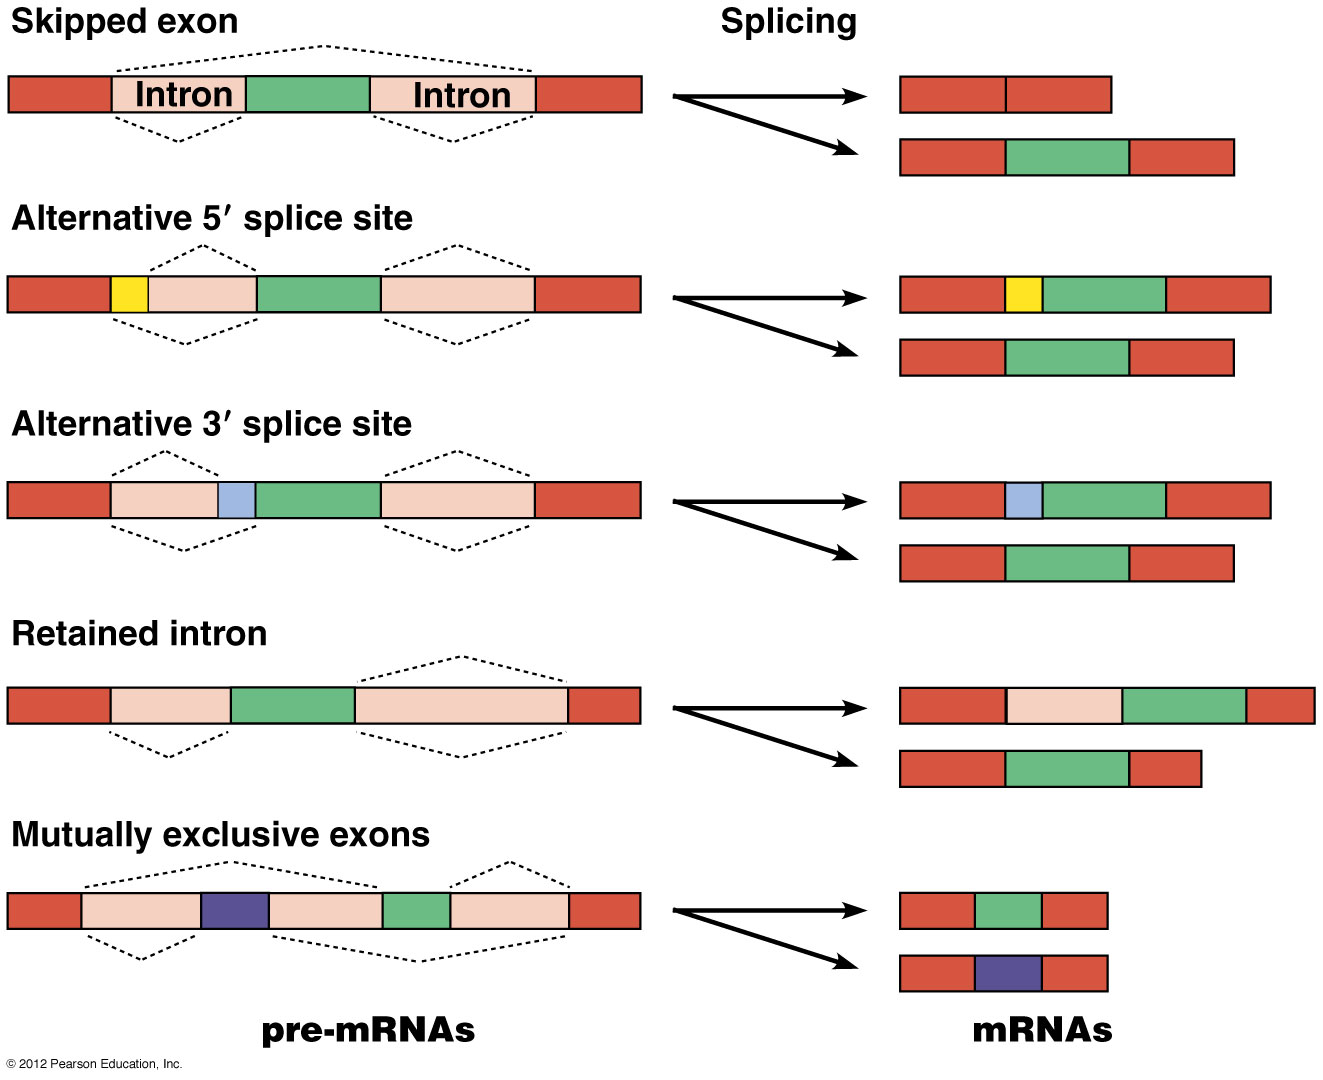 Skipped exon
Splicing
Intron
Intron
Alternative 5′ splice site
Alternative 3′ splice site
Retained intron
Mutually exclusive exons
pre-mRNAs
mRNAs
© 2012 Pearson Education, Inc.